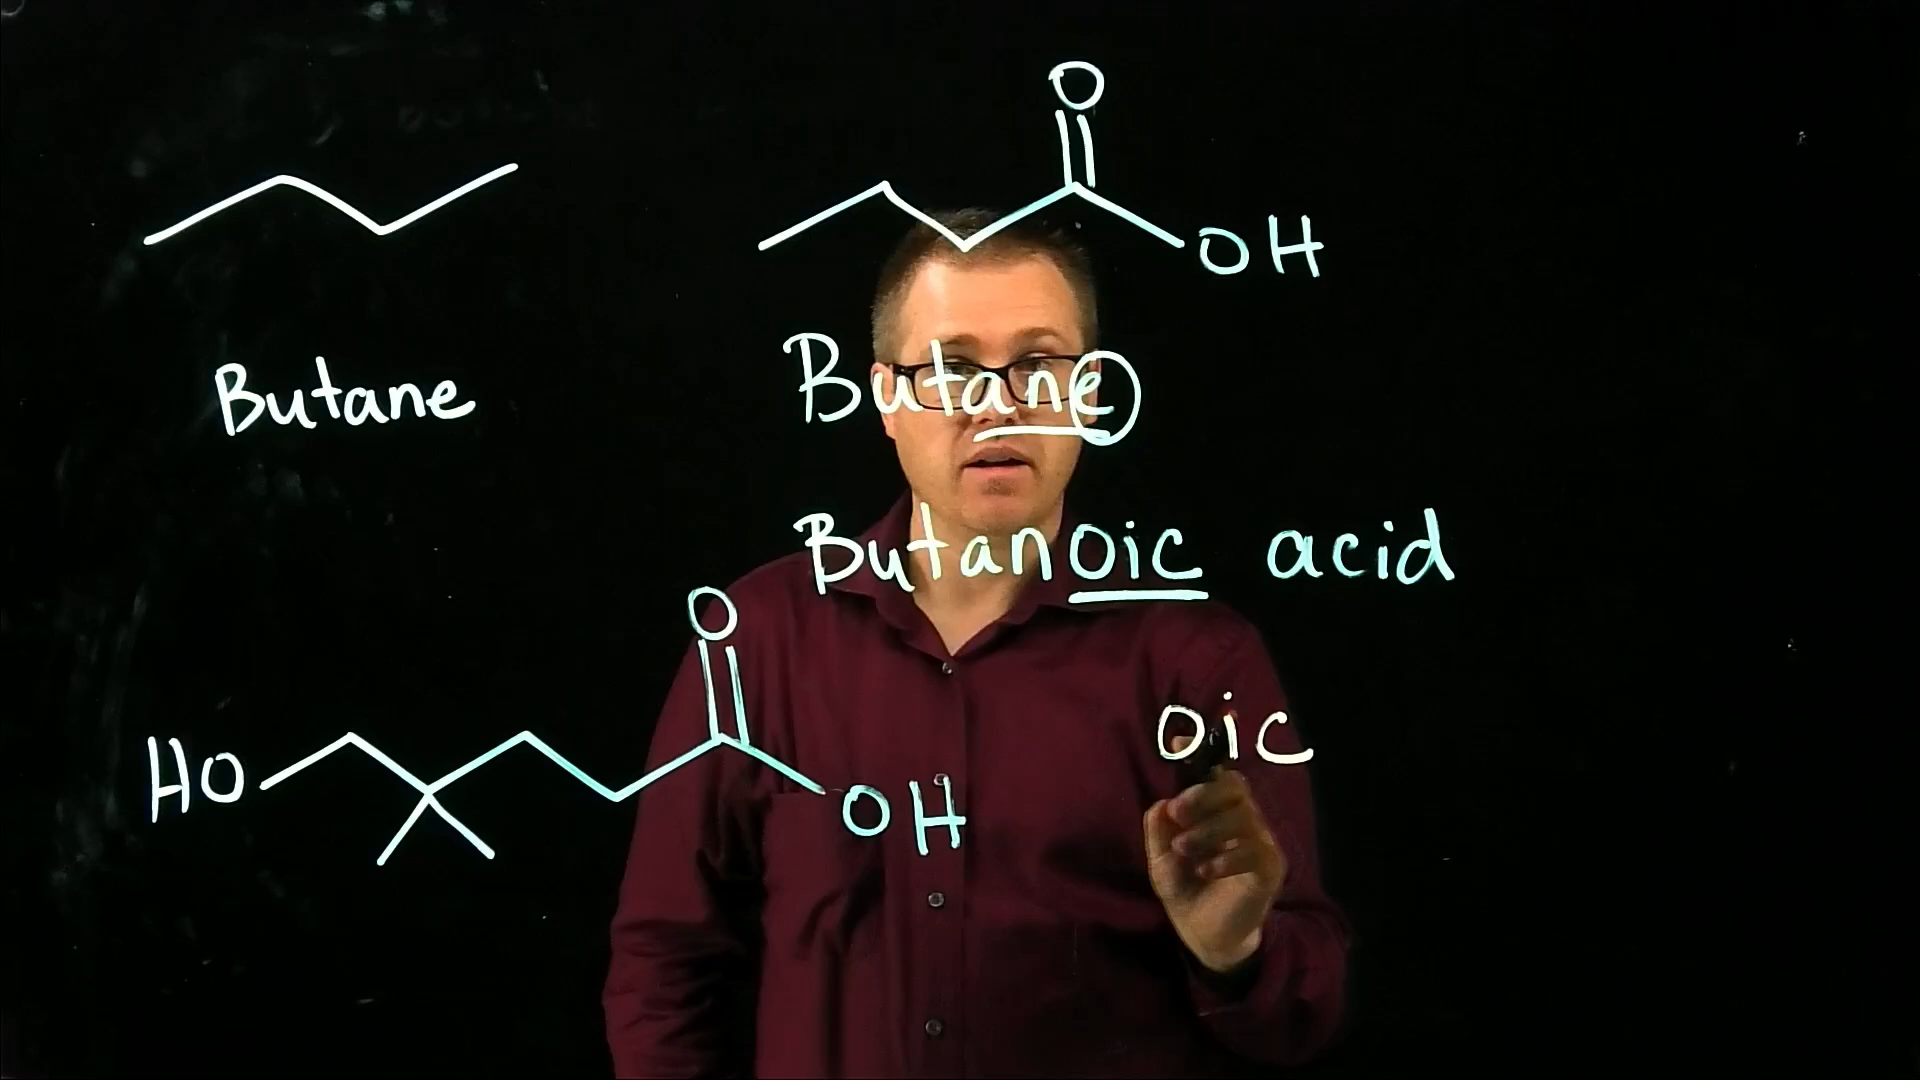 O
OH
Butane
Butane
Butanoic acid
O
HO
OH
oic